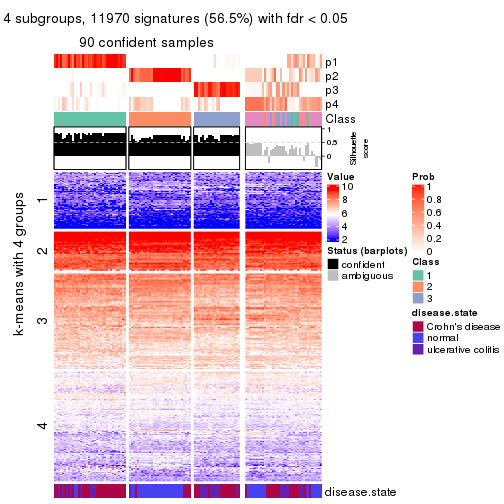 4 subgroups, 11970 signatures (56.5%) with fdr < 0.05
90 confident samples
p1
p2
p3
p4
Class
1
0.5
0
Silhouette
score
k-means with 4 groups
1
2
3
4
disease.state
Value
10
8
6
4
2
Status (barplots)
confident
ambiguous
Prob
1
0.8
0.6
0.4
0.2
0
Class
1
2
3
disease.state
Crohn's disease
normal
ulcerative colitis